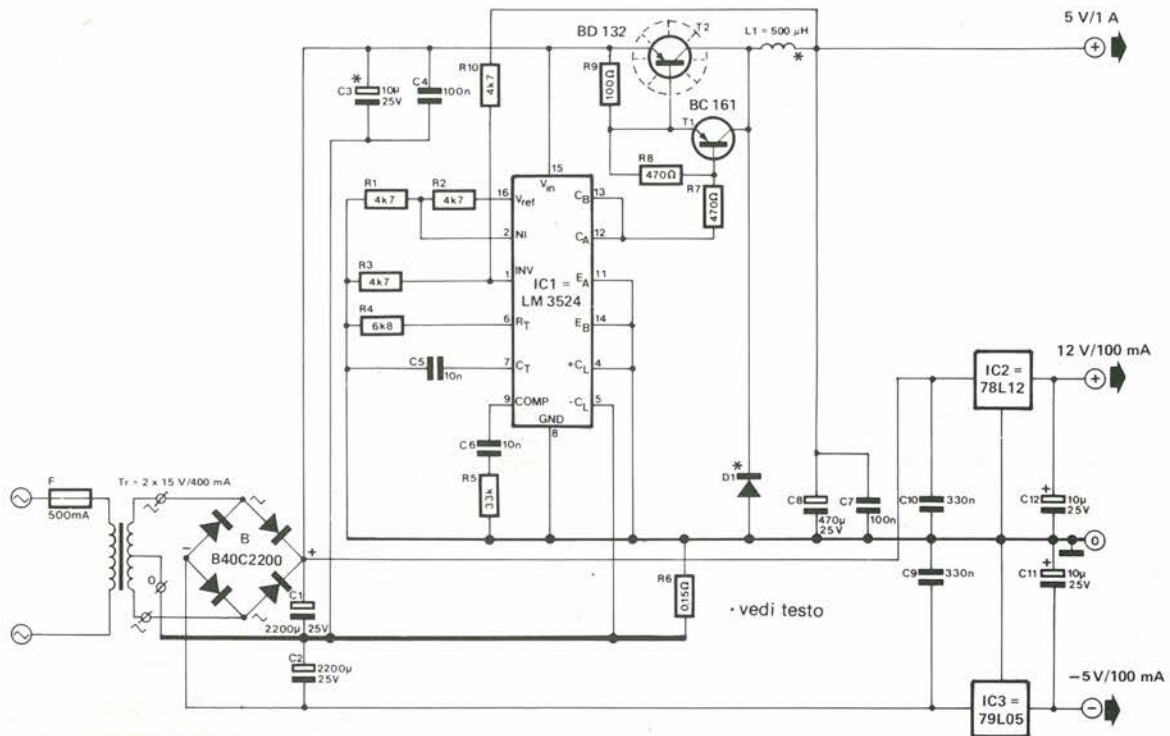 5 V/1 A
BD 132
T2
L1 = 500 µH
*
+
R10
4k7
R9
100Ω
*
C3
10µ
25V
C4
100n
BC 161
T1
R8
470Ω
R7
470Ω
15
Vin
R1
4k7
R2
4k7
16
Vref
CB
13
2
NI
CA
12
R3
4k7
1
INV
IC1 =
LM 3524
EA
11
R4
6k8
6
RT
EB
14
C5
10n
7
CT
+CL
4
9
COMP
-CL
5
GND
8
C6
10n
R5
33k
12 V/100 mA
IC2 =
78L12
+
F
500mA
Tr = 2 x 15 V/400 mA
~
~
0
~
~
B
B40C2200
-
+
*
D1
C8
470µ
25V
C7
100n
C10
330n
+
C12
10µ
25V
0
C1
2200µ
25V
R6
0,15Ω
C9
330n
+
C11
10µ
25V
• vedi testo
C2
2200µ
25V
IC3 =
79L05
−5 V/100 mA
−